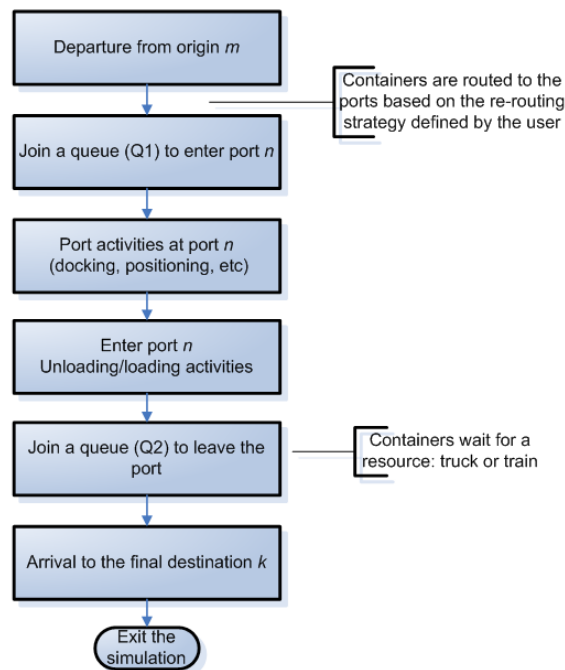 Departure from origin m
Containers are routed to the
ports based on the re-routing
strategy defined by the user
Join a queue (Q1) to enter port n
Port activities at port n
(docking, positioning, etc)
Enter port n
Unloading/loading activities
Join a queue (Q2) to leave the
port
Containers wait for a
resource: truck or train
Arrival to the final destination k
Exit the
simulation